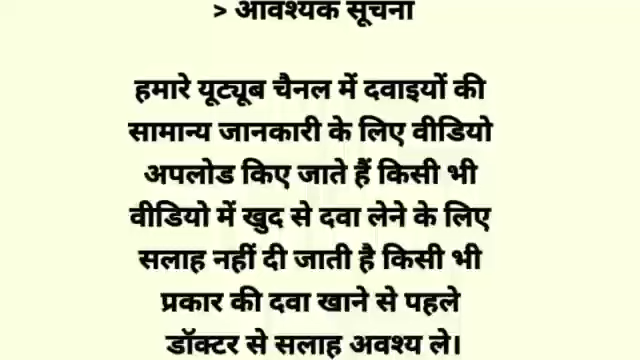 > आवश्यक सूचना
हमारे यूट्यूब चैनल में दवाइयों की
सामान्य जानकारी के लिए वीडियो
अपलोड किए जाते हैं किसी भी
वीडियो में खुद से दवा लेने के लिए
सलाह नहीं दी जाती है किसी भी
प्रकार की दवा खाने से पहले
डॉक्टर से सलाह अवश्य ले।